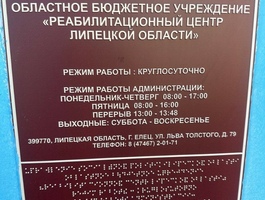 ОБЛАСТНОЕ БЮДЖЕТНОЕ УЧРЕЖДЕНИЕ
«РЕАБИЛИТАЦИОННЫЙ ЦЕНТР
ЛИПЕЦКОЙ ОБЛАСТИ»
РЕЖИМ РАБОТЫ : КРУГЛОСУТОЧНО
РЕЖИМ РАБОТЫ АДМИНИСТРАЦИИ:
ПОНЕДЕЛЬНИК-ЧЕТВЕРГ 08:00 - 17:00
ПЯТНИЦА 08:00 - 16:00
ПЕРЕРЫВ 13:00 - 13:48
ВЫХОДНЫЕ: СУББОТА - ВОСКРЕСЕНЬЕ
399770, ЛИПЕЦКАЯ ОБЛАСТЬ, Г. ЕЛЕЦ, УЛ. ЛЬВА ТОЛСТОГО, Д. 79
ТЕЛЕФОН: 8 (47467) 2-01-71